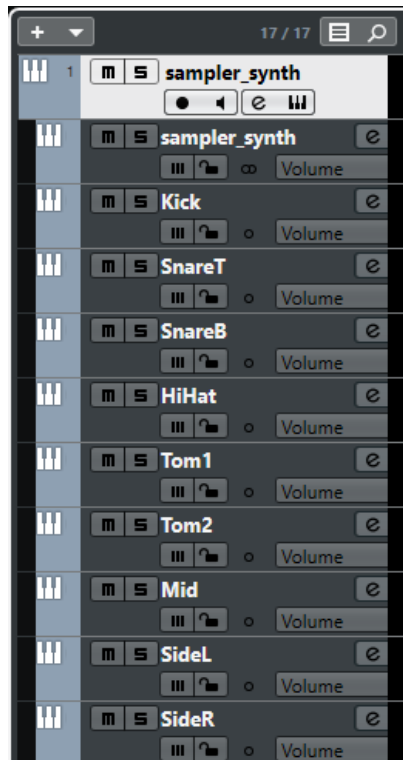 + 17 / 17
1 m S sampler_synth
e
m S sampler_synth e
Volume
m S Kick e
Volume
m S SnareT e
Volume
m S SnareB e
Volume
m S HiHat e
Volume
m S Tom1 e
Volume
m S Tom2 e
Volume
m S Mid e
Volume
m S SideL e
Volume
m S SideR e
Volume